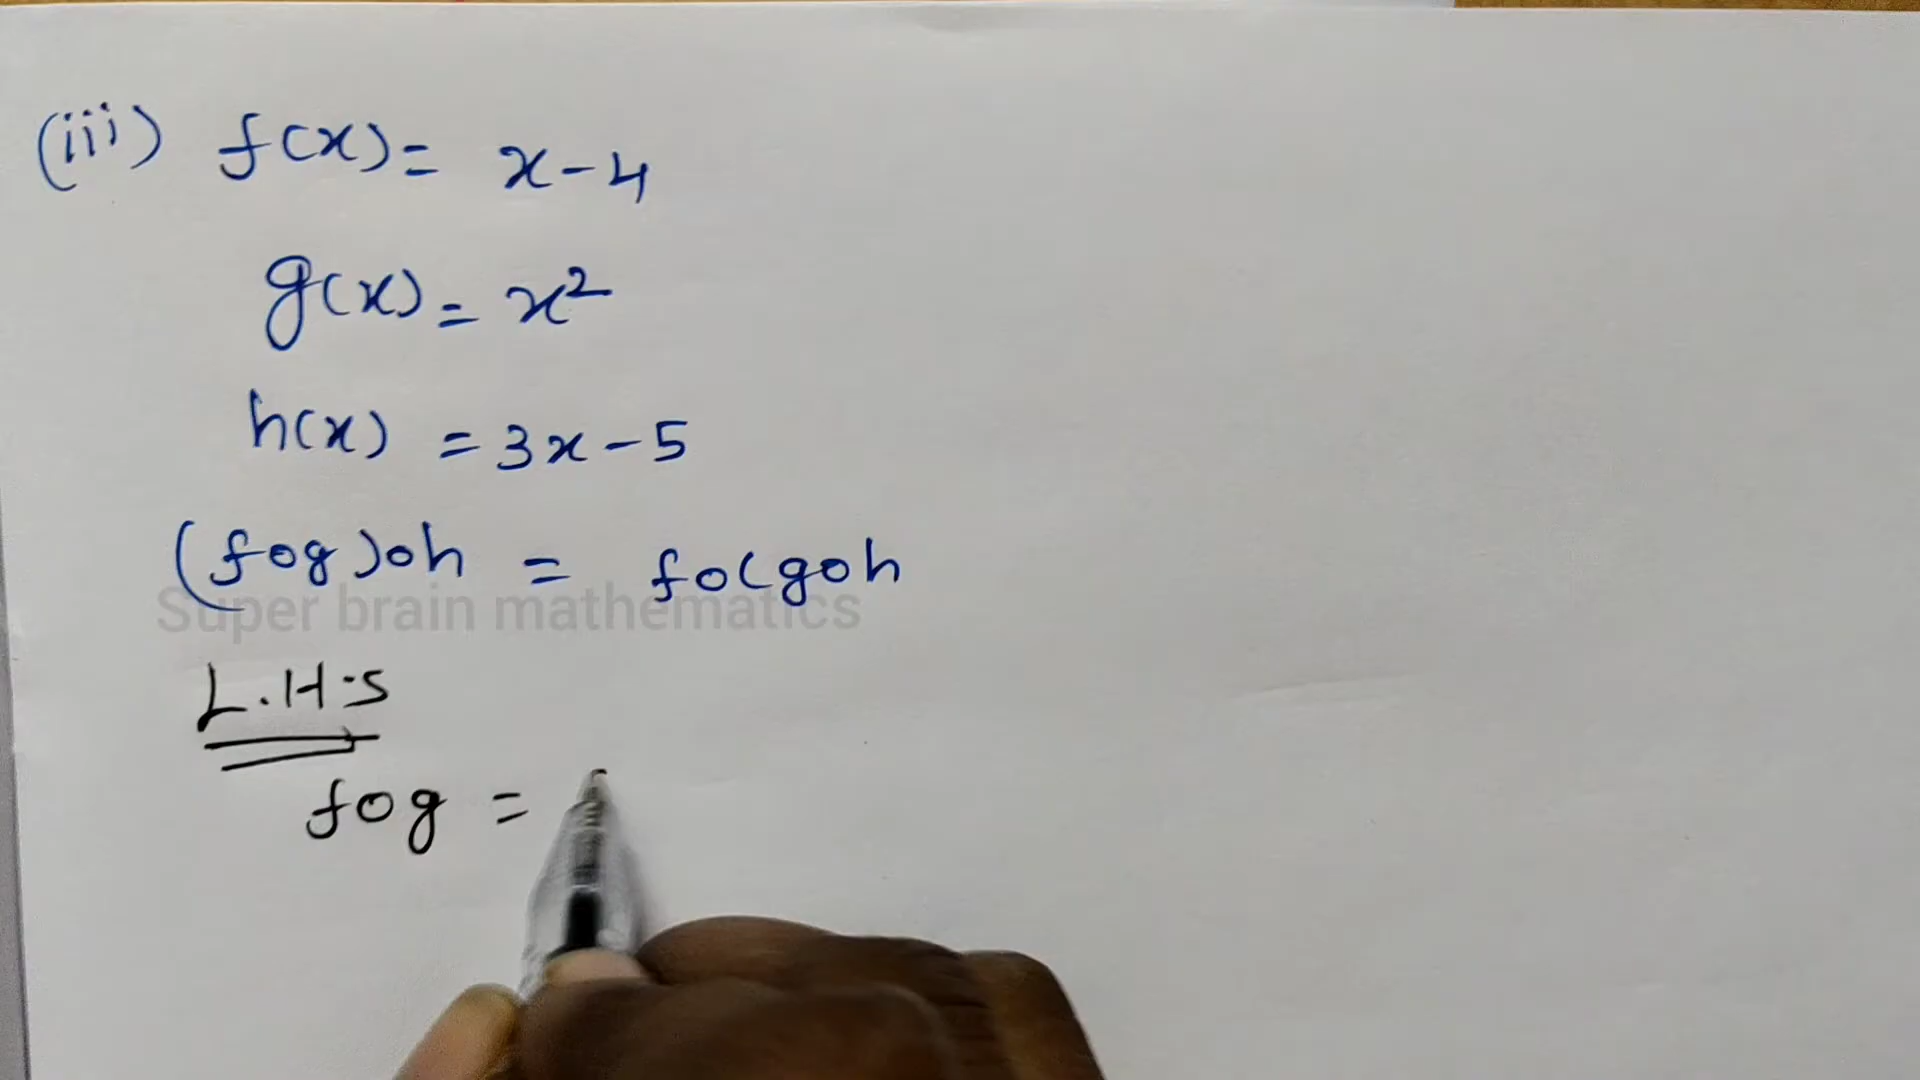 (iii) f(x) = x - 4
g(x) = x²
h(x) = 3x - 5
(fog)oh = fo(goh
Super brain mathematics
L.H.S
fog =